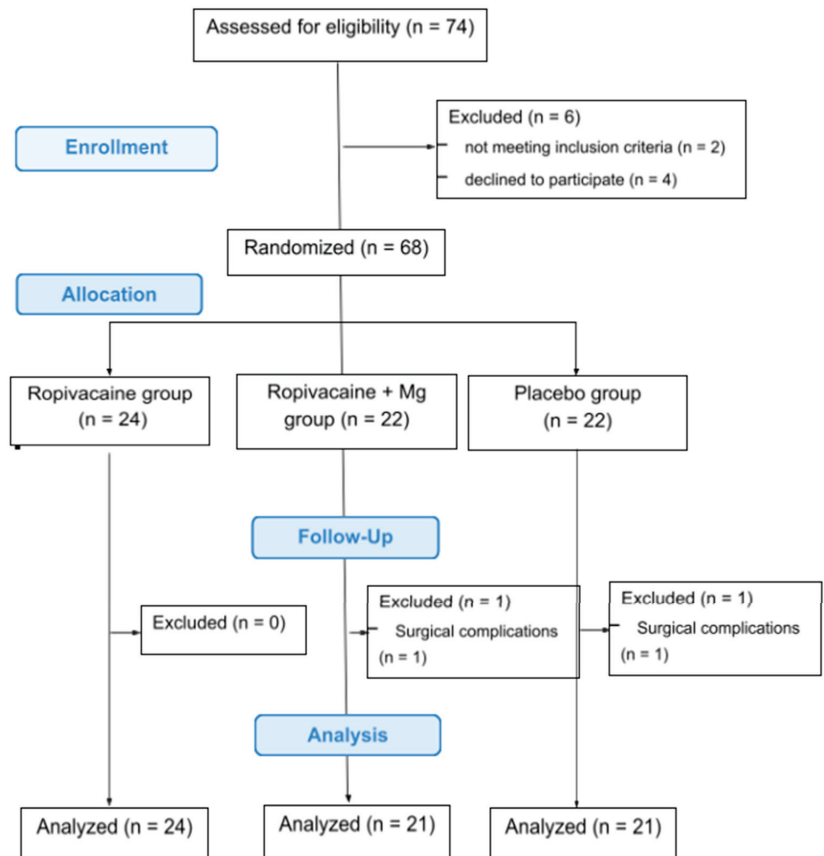 Assessed for eligibility (n = 74)
Excluded (n = 6)
– not meeting inclusion criteria (n = 2)
– declined to participate (n = 4)
Enrollment
Randomized (n = 68)
Allocation
Ropivacaine group
(n = 24)
Ropivacaine + Mg
group (n = 22)
Placebo group
(n = 22)
Follow-Up
Excluded (n = 0)
Excluded (n = 1)
– Surgical complications
(n = 1)
Excluded (n = 1)
– Surgical complications
(n = 1)
Analysis
Analyzed (n = 24)
Analyzed (n = 21)
Analyzed (n = 21)